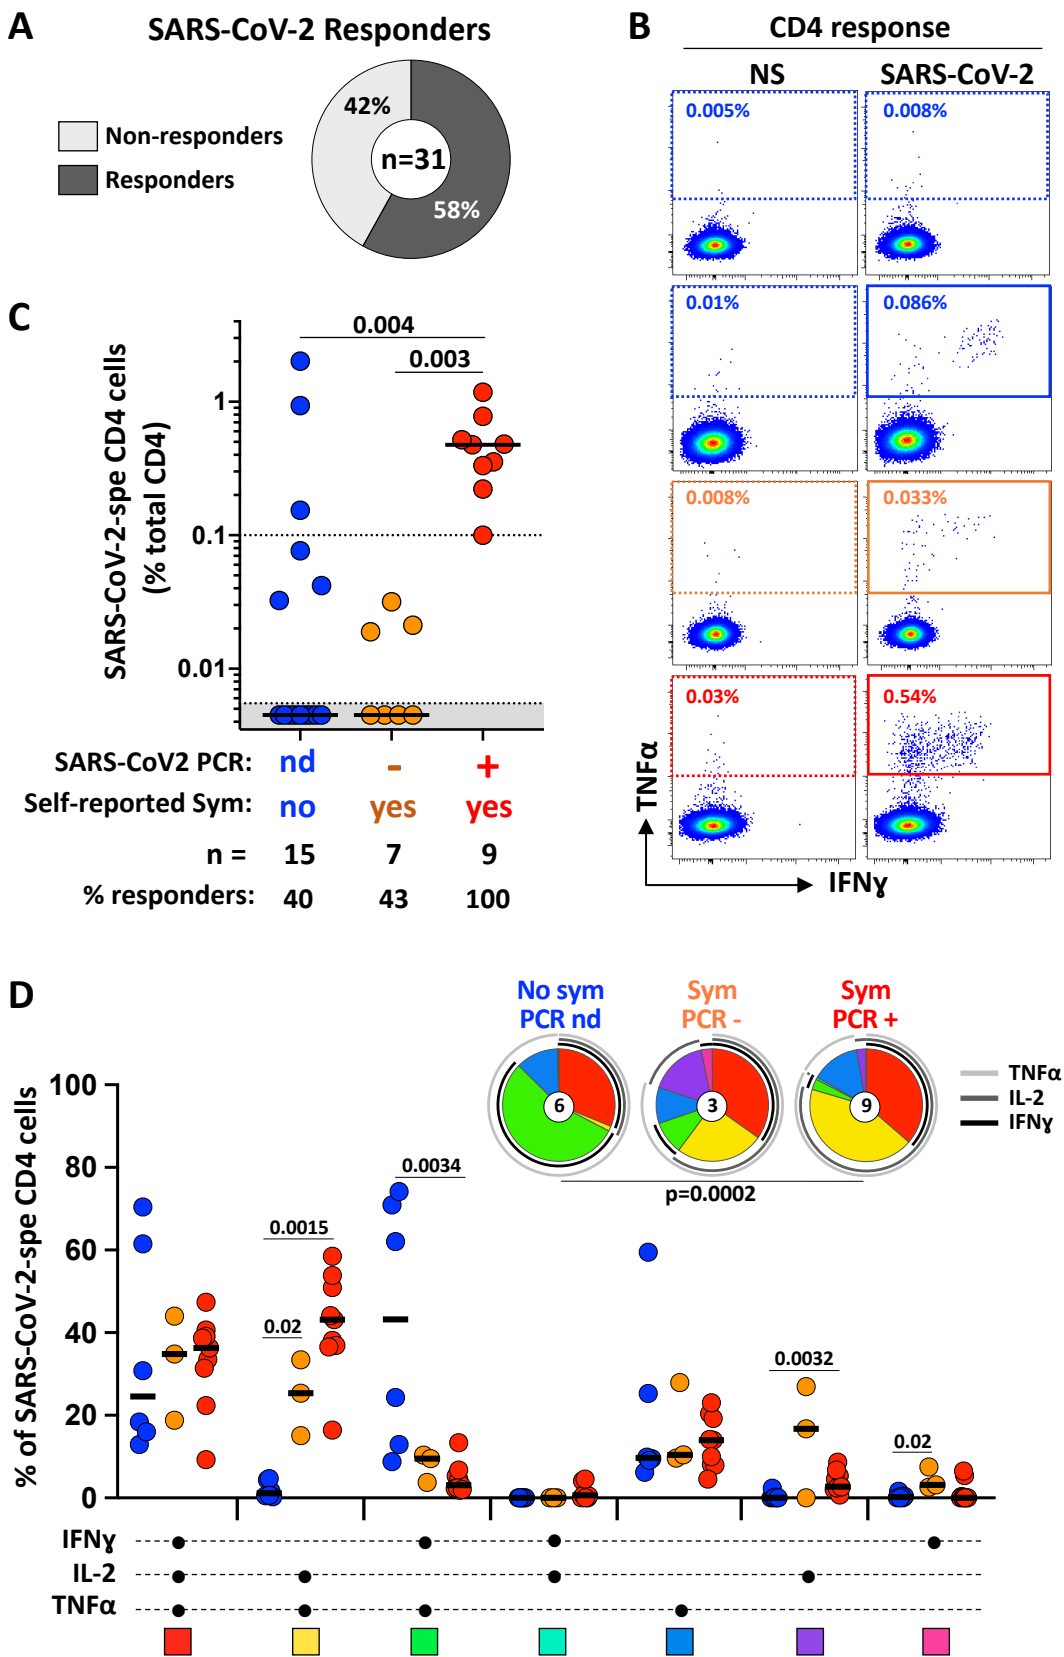 A
SARS-CoV-2 Responders
42%
Non-responders
Responders
n=31
58%
B
CD4 response
NS
SARS-CoV-2
0.005%
0.008%
0.01%
0.086%
0.008%
0.033%
0.03%
0.54%
TNFα
IFNɣ
C
SARS-CoV-2-spe CD4 cells
(% total CD4)
0.004
0.003
1
0.1
0.01
SARS-CoV2 PCR: nd - +
Self-reported Sym: no yes yes
n = 15 7 9
% responders: 40 43 100
D
No sym
PCR nd
Sym
PCR -
Sym
PCR +
6
3
9
TNFα
IL-2
IFNɣ
p=0.0002
% of SARS-CoV-2-spe CD4 cells
100
80
60
40
20
0
0.0034
0.0015
0.02
0.0032
0.02
IFNɣ
IL-2
TNFα